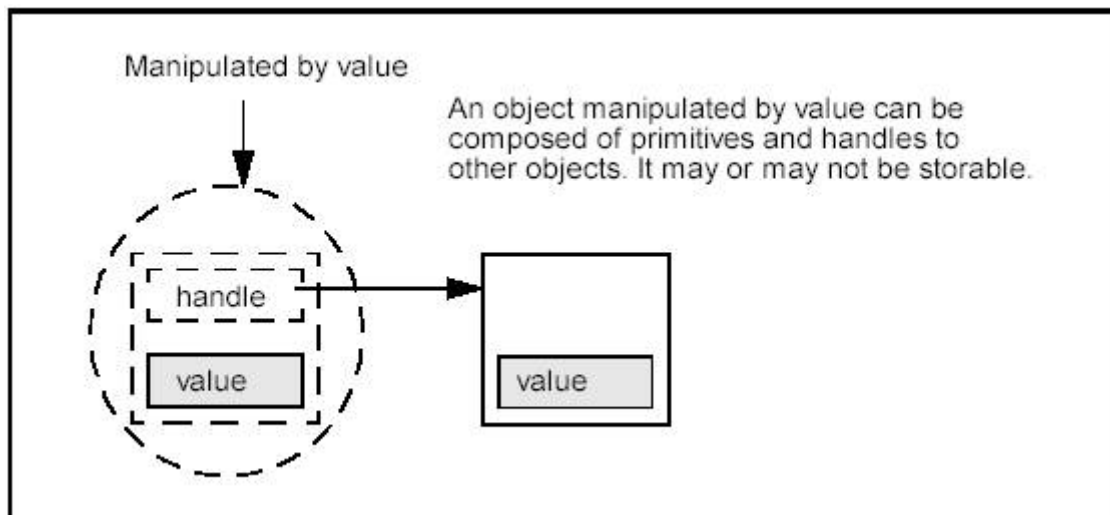 Manipulated by value
An object manipulated by value can be
composed of primitives and handles to
other objects. It may or may not be storable.
handle
value
value